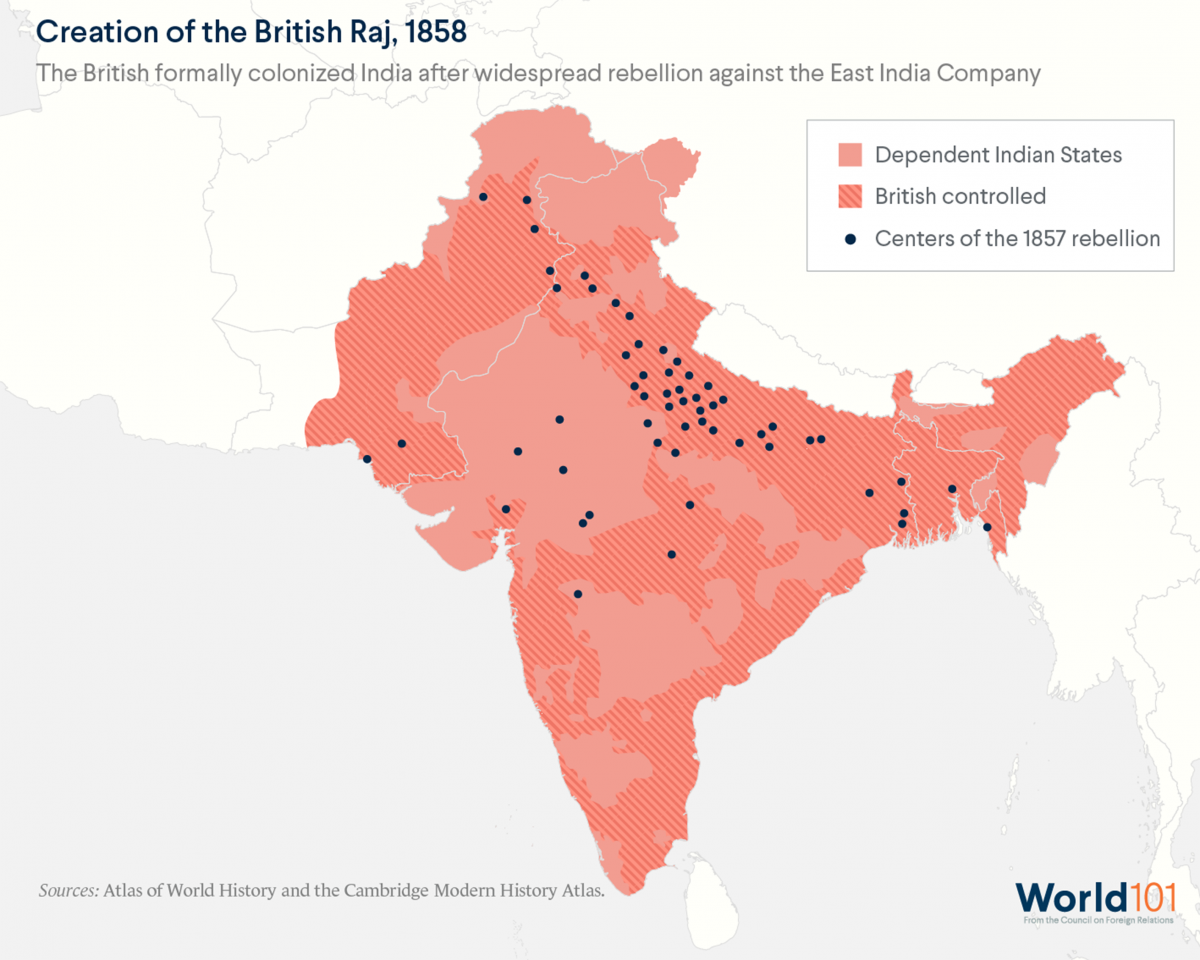 Creation of the British Raj, 1858
The British formally colonized India after widespread rebellion against the East India Company
Dependent Indian States
British controlled
Centers of the 1857 rebellion
Sources: Atlas of World History and the Cambridge Modern History Atlas.
World101
From the Council on Foreign Relations